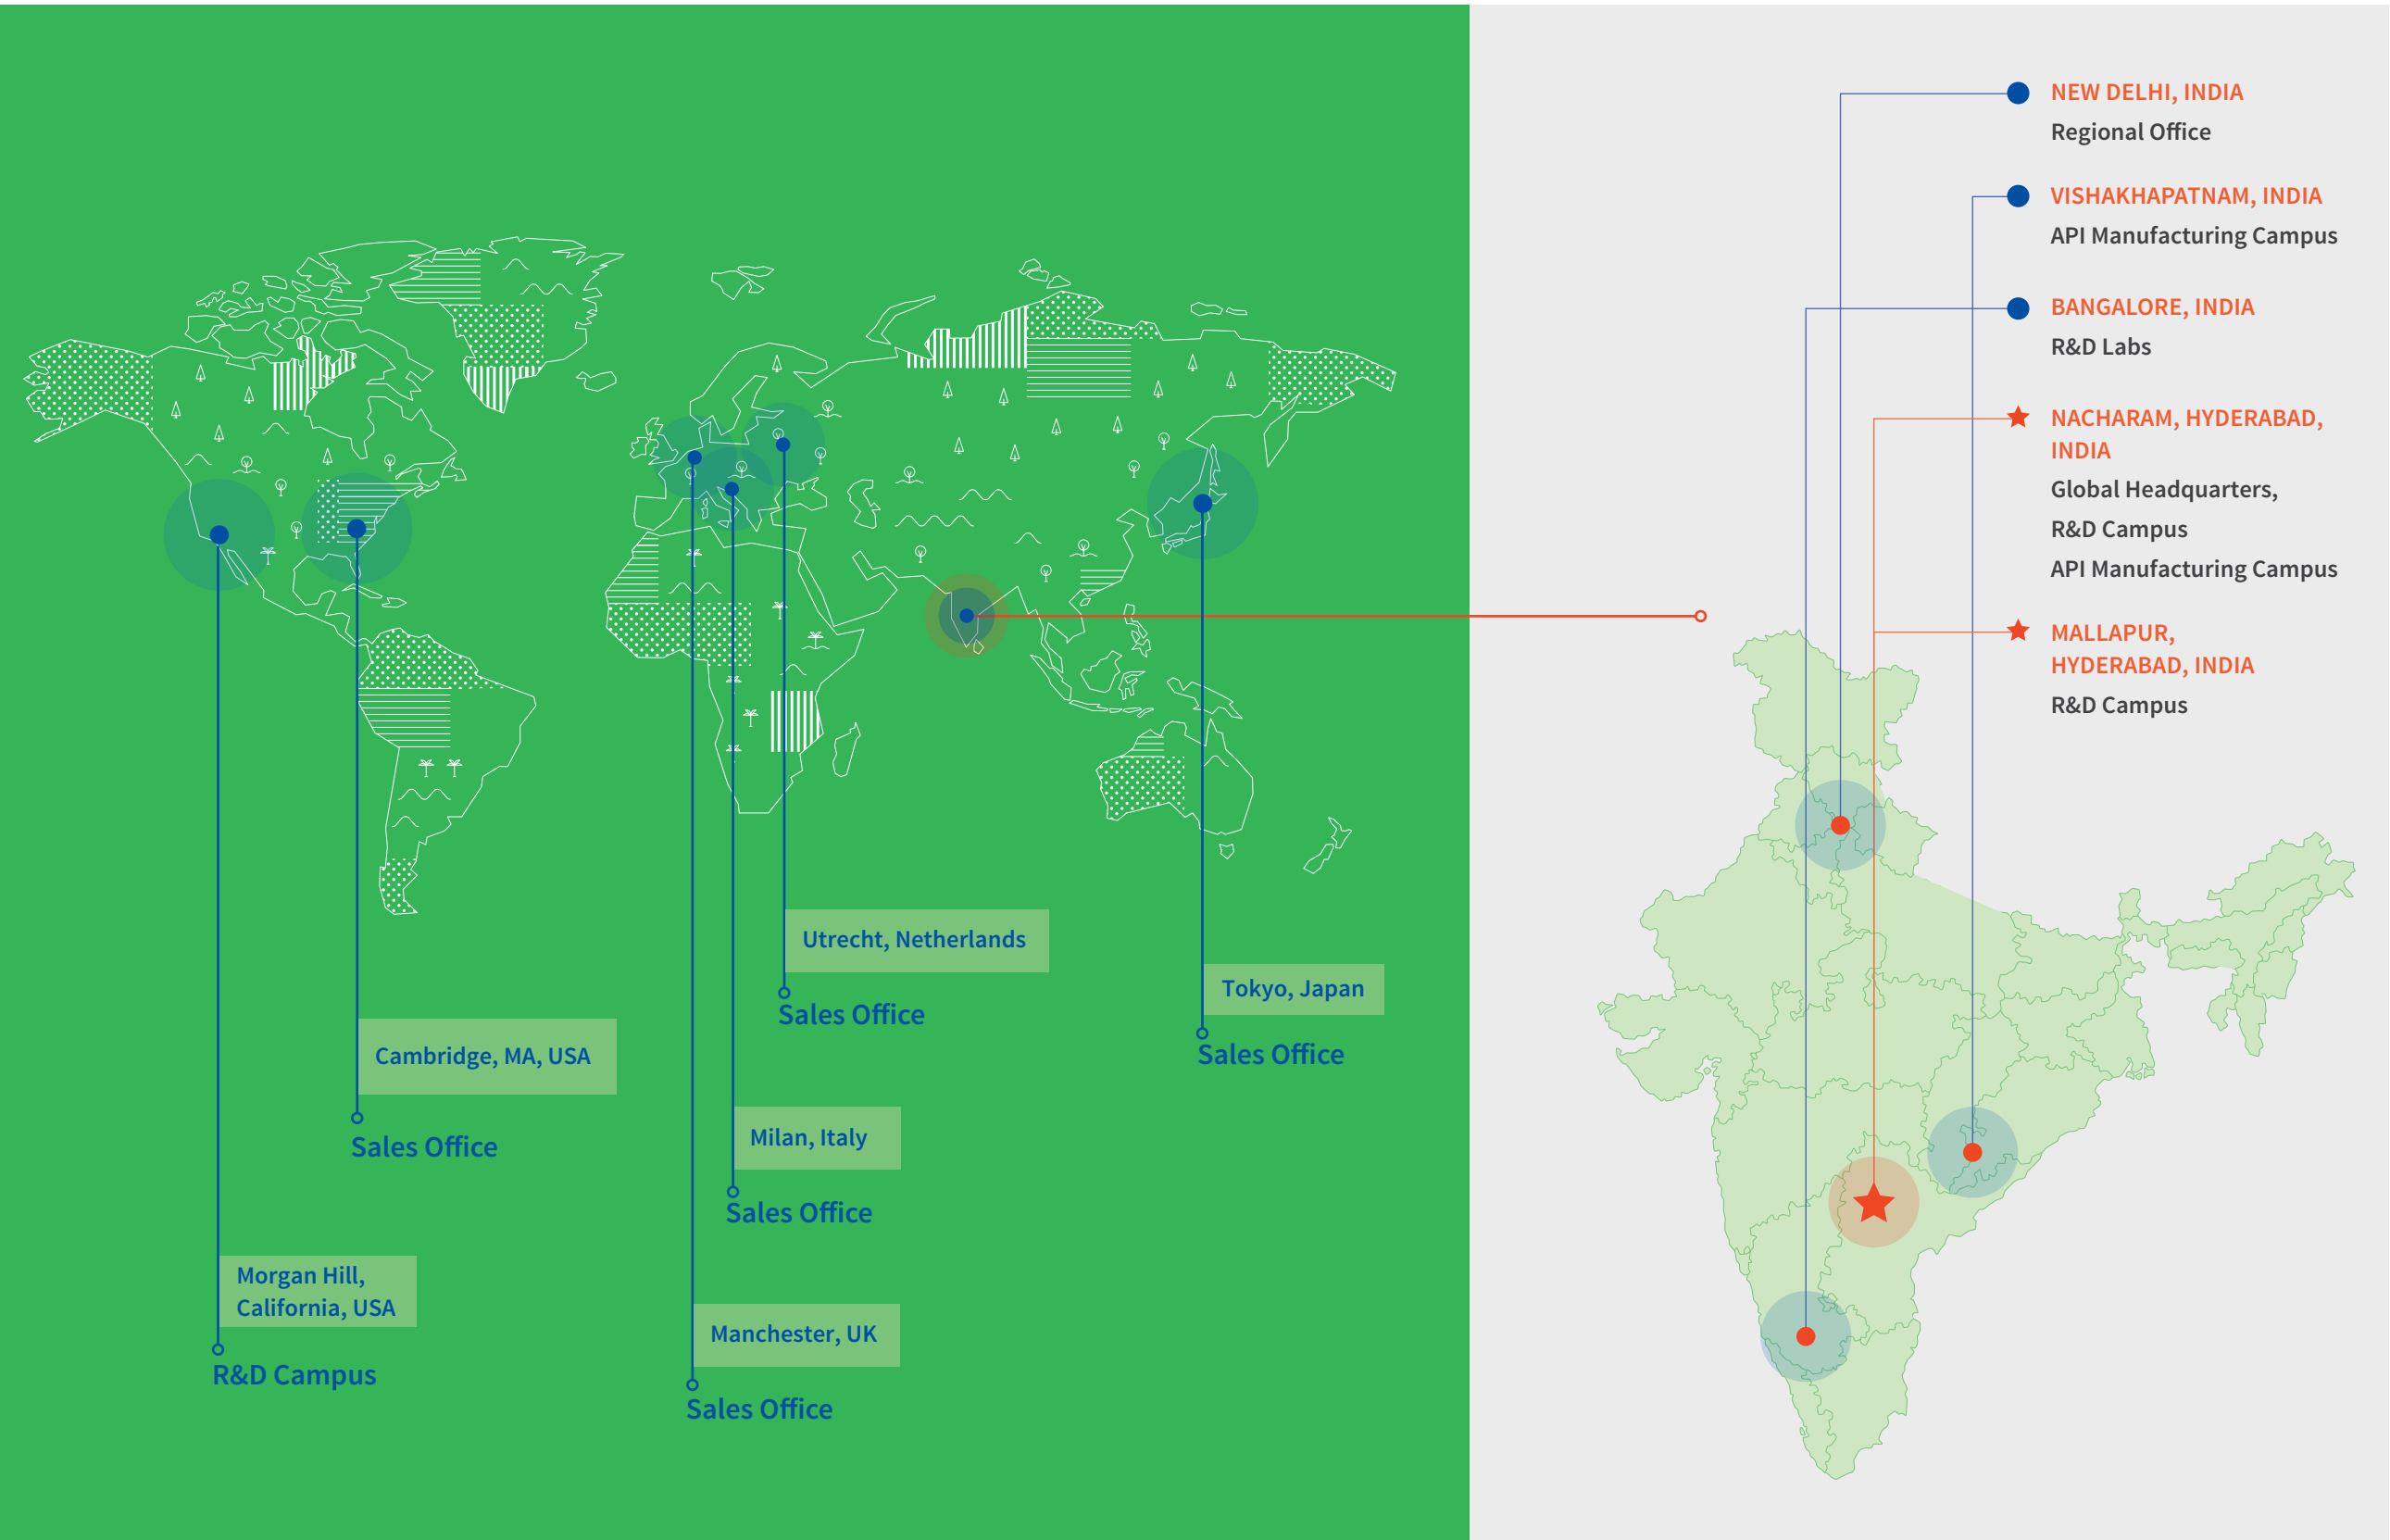 Utrecht, Netherlands
Sales Office
Tokyo, Japan
Sales Office
Cambridge, MA, USA
Sales Office
Milan, Italy
Sales Office
Morgan Hill,
California, USA
R&D Campus
Manchester, UK
Sales Office
NEW DELHI, INDIA
Regional Office
VISHAKHAPATNAM, INDIA
API Manufacturing Campus
BANGALORE, INDIA
R&D Labs
NACHARAM, HYDERABAD,
INDIA
Global Headquarters,
R&D Campus
API Manufacturing Campus
MALLAPUR,
HYDERABAD, INDIA
R&D Campus